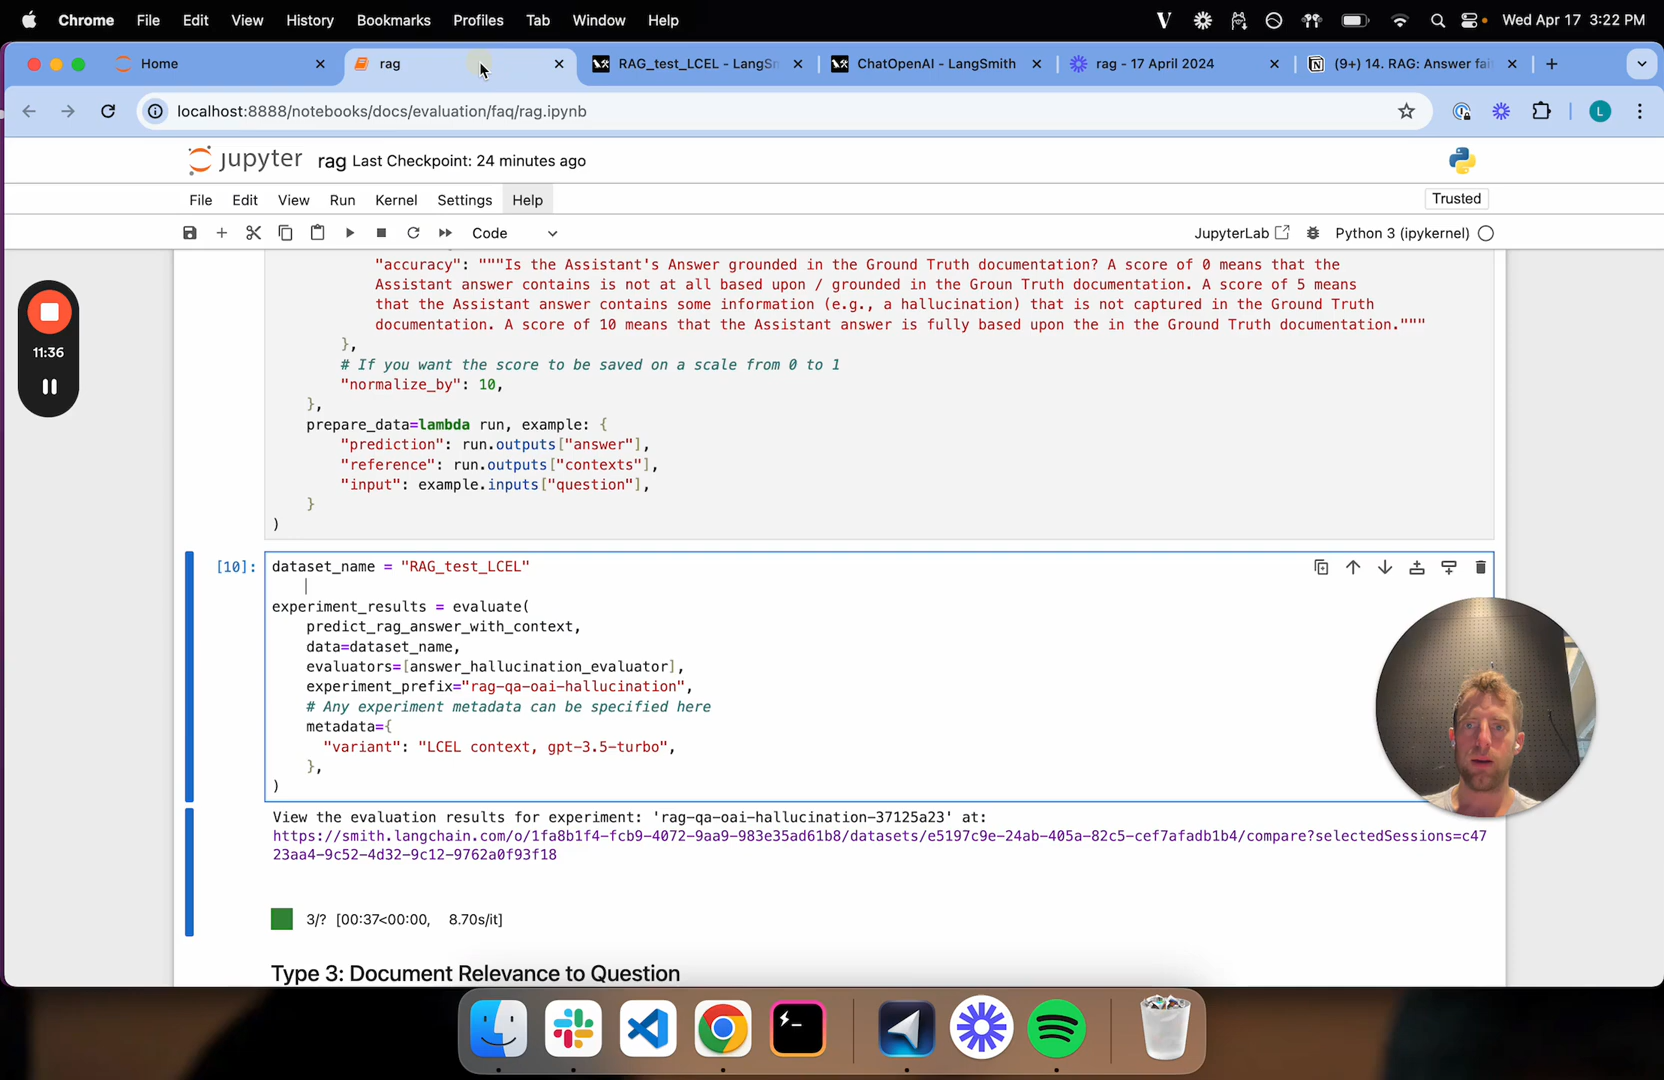 Chrome File Edit View History Bookmarks Profiles Tab Window Help Wed Apr 17 3:22 PM
Home rag RAG_test_LCEL - LangSm ChatOpenAI - LangSmith rag - 17 April 2024 (9+) 14. RAG: Answer fait
localhost:8888/notebooks/docs/evaluation/faq/rag.ipynb L
jupyter rag Last Checkpoint: 24 minutes ago
File Edit View Run Kernel Settings Help Trusted
Code JupyterLab Python 3 (ipykernel)
"accuracy": """Is the Assistant's Answer grounded in the Ground Truth documentation? A score of 0 means that the
Assistant answer contains is not at all based upon / grounded in the Groun Truth documentation. A score of 5 means
that the Assistant answer contains some information (e.g., a hallucination) that is not captured in the Ground Truth
documentation. A score of 10 means that the Assistant answer is fully based upon the in the Ground Truth documentation."""
},
# If you want the score to be saved on a scale from 0 to 1
"normalize_by": 10,
},
prepare_data=lambda run, example: {
"prediction": run.outputs["answer"],
"reference": run.outputs["contexts"],
"input": example.inputs["question"],
}
)
11:36
[10]: dataset_name = "RAG_test_LCEL"
experiment_results = evaluate(
predict_rag_answer_with_context,
data=dataset_name,
evaluators=[answer_hallucination_evaluator],
experiment_prefix="rag-qa-oai-hallucination",
# Any experiment metadata can be specified here
metadata={
"variant": "LCEL context, gpt-3.5-turbo",
},
)
View the evaluation results for experiment: 'rag-qa-oai-hallucination-37125a23' at:
https://smith.langchain.com/o/1fa8b1f4-fcb9-4072-9aa9-983e35ad61b8/datasets/e5197c9e-24ab-405a-82c5-cef7afadb1b4/compare?selectedSessions=c47
23aa4-9c52-4d32-9c12-9762a0f93f18
3/? [00:37<00:00, 8.70s/it]
Type 3: Document Relevance to Question